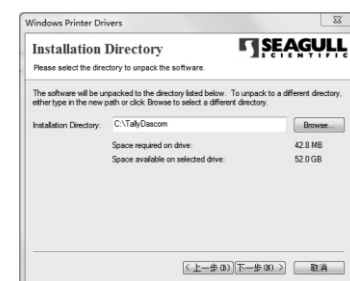 Windows Printer Drivers
Installation Directory
SEAGULL
SCIENTIFIC
Please select the directory to unpack the software.
The software will be unpacked to the directory listed below. To unpack to a different directory,
either type in the new path or click Browse to select a different directory.
Installation Directory: C:\TallyDascom Browse...
Space required on drive: 42.8 MB
Space available on selected drive: 52.0 GB
<上一步(B) 下一步(N) > 取消